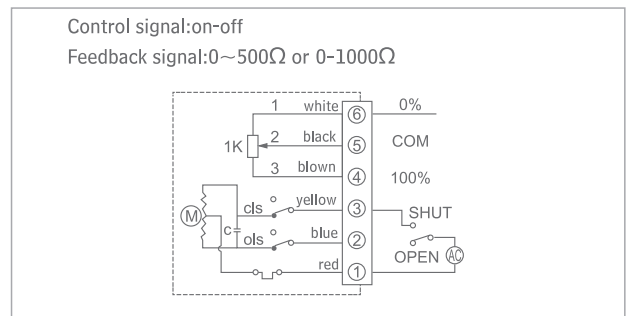 Control signal:on-off
Feedback signal:0~500Ω or 0-1000Ω
1 white ⑥ 0%
1K 2 black ⑤ COM
3 blown ④ 100%
M cls yellow ③ SHUT
c
ols blue ② OPEN AC
red ①